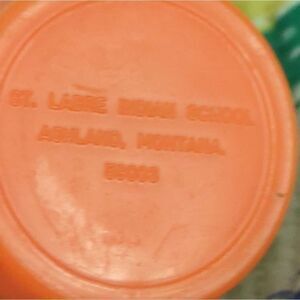 ST. LABRE INDIAN SCHOOL
ASHLAND, MONTANA.
59003